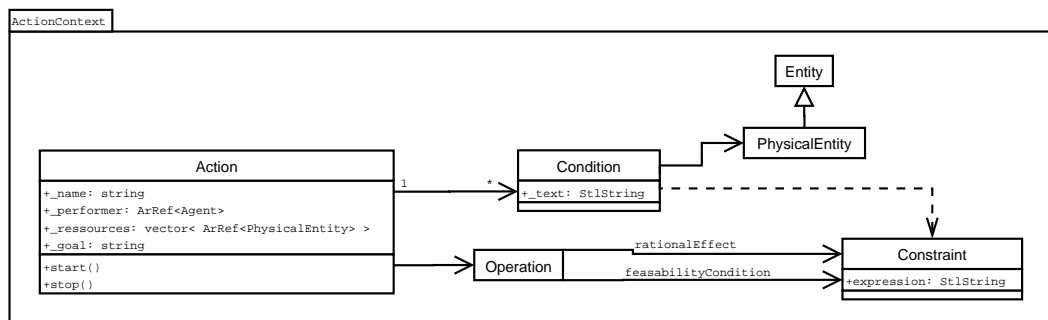 ActionContext
Entity
PhysicalEntity
Action
+_name: string
+_performer: ArRef<Agent>
+_ressources: vector< ArRef<PhysicalEntity> >
+_goal: string
+start()
+stop()
1
*
Condition
+_text: StlString
Operation
rationalEffect
feasabilityCondition
Constraint
+expression: StlString